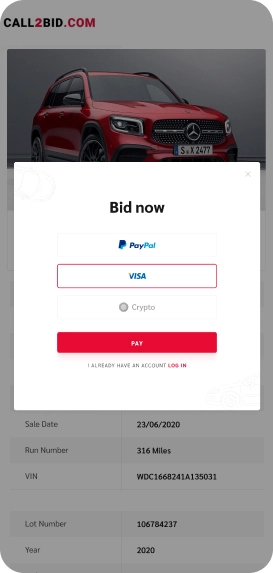 CALL2BID.COM
S·X 2477
Bid now
PayPal
VISA
Crypto
PAY
I ALREADY HAVE AN ACCOUNT LOG IN
Sale Date 23/06/2020
Run Number 316 Miles
VIN WDC1668241A135031
Lot Number 106784237
Year 2020